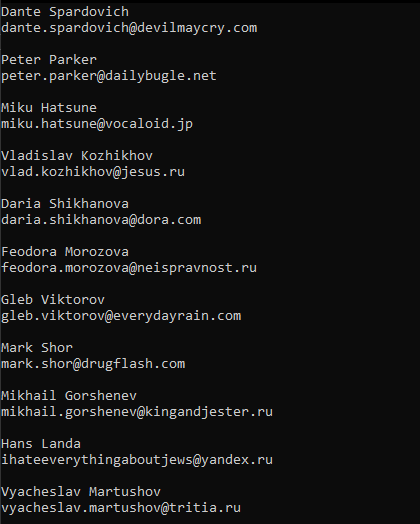 Dante Spardovich
dante.spardovich@devilmaycry.com
Peter Parker
peter.parker@dailybugle.net
Miku Hatsune
miku.hatsune@vocaloid.jp
Vladislav Kozhikhov
vlad.kozhikhov@jesus.ru
Daria Shikhanova
daria.shikhanova@dora.com
Feodora Morozova
feodora.morozova@neispravnost.ru
Gleb Viktorov
gleb.viktorov@everydayrain.com
Mark Shor
mark.shor@drugflash.com
Mikhail Gorshenev
mikhail.gorshenev@kingandjester.ru
Hans Landa
ihateeverythingaboutjews@yandex.ru
Vyacheslav Martushov
vyacheslav.martushov@tritia.ru